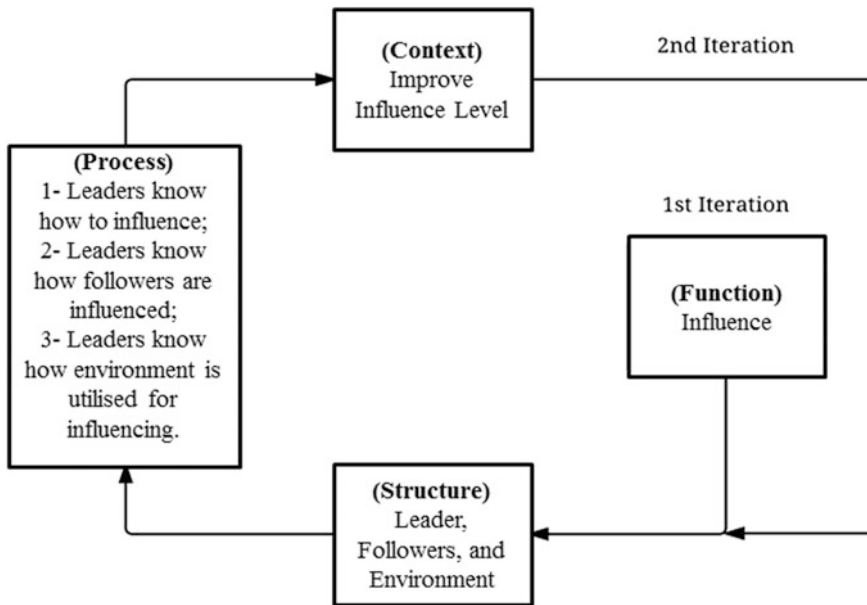 (Context)
Improve
Influence Level
2nd Iteration
(Process)
1- Leaders know
how to influence;
2- Leaders know
how followers are
influenced;
3- Leaders know
how environment is
utilised for
influencing.
1st Iteration
(Function)
Influence
(Structure)
Leader,
Followers, and
Environment